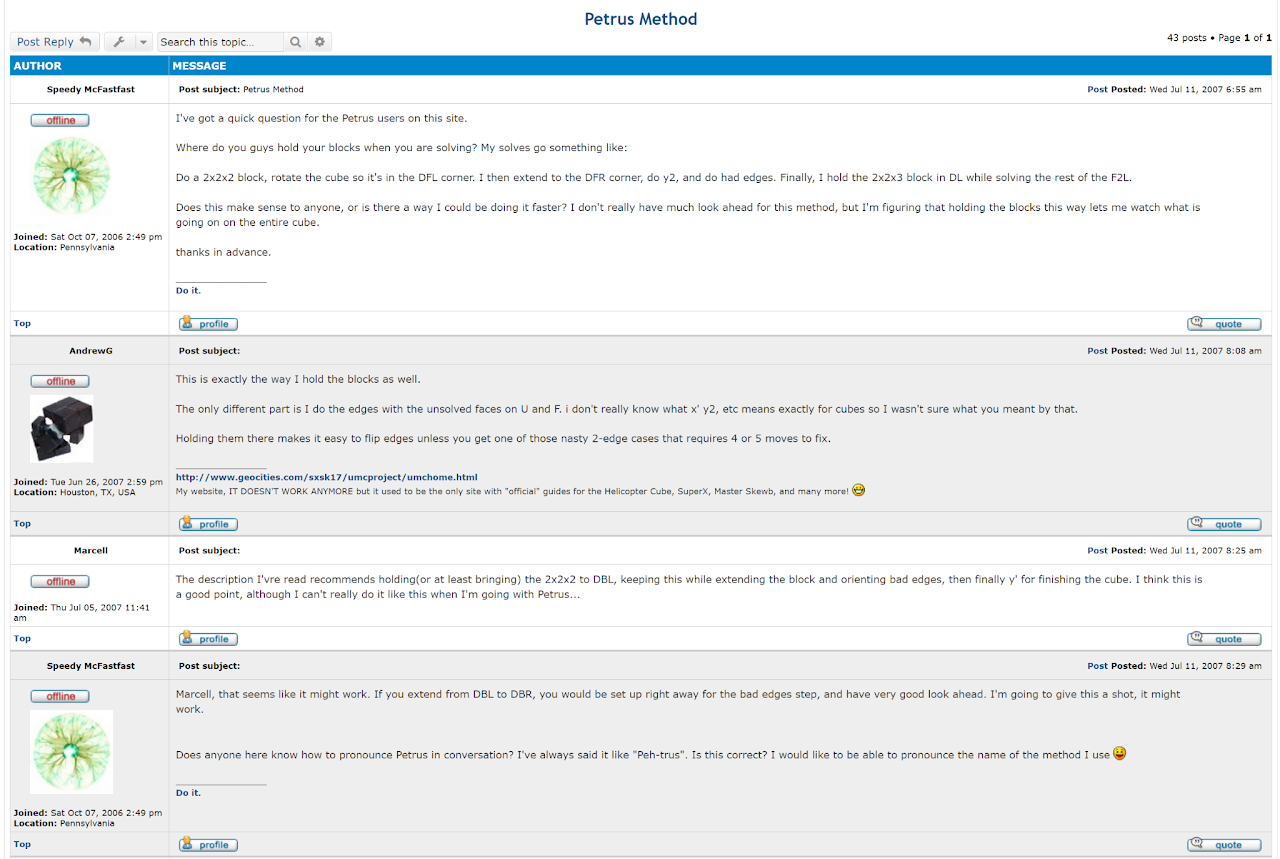 Petrus Method
Post Reply
Search this topic...
43 posts • Page 1 of 1
AUTHOR MESSAGE
Speedy McFastfast Post subject: Petrus Method Post Posted: Wed Jul 11, 2007 6:55 am
offline
I've got a quick question for the Petrus users on this site.
Where do you guys hold your blocks when you are solving? My solves go something like:
Do a 2x2x2 block, rotate the cube so it's in the DFL corner. I then extend to the DFR corner, do y2, and do had edges. Finally, I hold the 2x2x3 block in DL while solving the rest of the F2L.
Does this make sense to anyone, or is there a way I could be doing it faster? I don't really have much look ahead for this method, but I'm figuring that holding the blocks this way lets me watch what is
going on on the entire cube.
thanks in advance.
Joined: Sat Oct 07, 2006 2:49 pm
Location: Pennsylvania
Do it.
Top profile quote
AndrewG Post subject: Post Posted: Wed Jul 11, 2007 8:08 am
offline
This is exactly the way I hold the blocks as well.
The only different part is I do the edges with the unsolved faces on U and F. i don't really know what x' y2, etc means exactly for cubes so I wasn't sure what you meant by that.
Holding them there makes it easy to flip edges unless you get one of those nasty 2-edge cases that requires 4 or 5 moves to fix.
Joined: Tue Jun 26, 2007 2:59 pm
Location: Houston, TX, USA
http://www.geocities.com/sxsk17/umcproject/umchome.html
My website, IT DOESN'T WORK ANYMORE but it used to be the only site with "official" guides for the Helicopter Cube, SuperX, Master Skewb, and many more!
Top profile quote
Marcell Post subject: Post Posted: Wed Jul 11, 2007 8:25 am
offline
Joined: Thu Jul 05, 2007 11:41
am
The description I'vre read recommends holding(or at least bringing) the 2x2x2 to DBL, keeping this while extending the block and orienting bad edges, then finally y' for finishing the cube. I think this is
a good point, although I can't really do it like this when I'm going with Petrus...
Top profile quote
Speedy McFastfast Post subject: Post Posted: Wed Jul 11, 2007 8:29 am
offline
Marcell, that seems like it might work. If you extend from DBL to DBR, you would be set up right away for the bad edges step, and have very good look ahead. I'm going to give this a shot, it might
work.
Does anyone here know how to pronounce Petrus in conversation? I've always said it like "Peh-trus". Is this correct? I would like to be able to pronounce the name of the method I use
Do it.
Joined: Sat Oct 07, 2006 2:49 pm
Location: Pennsylvania
Top profile quote